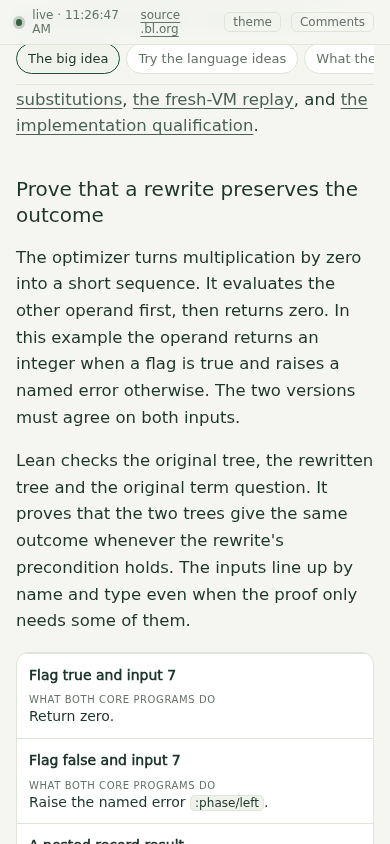 live · 11:26:47
AM
source
.bl.org
theme
Comments
The big idea
Try the language ideas
What the
substitutions, the fresh-VM replay, and the
implementation qualification.
Prove that a rewrite preserves the
outcome
The optimizer turns multiplication by zero
into a short sequence. It evaluates the
other operand first, then returns zero. In
this example the operand returns an
integer when a flag is true and raises a
named error otherwise. The two versions
must agree on both inputs.
Lean checks the original tree, the rewritten
tree and the original term question. It
proves that the two trees give the same
outcome whenever the rewrite's
precondition holds. The inputs line up by
name and type even when the proof only
needs some of them.
Flag true and input 7
WHAT BOTH CORE PROGRAMS DO
Return zero.
Flag false and input 7
WHAT BOTH CORE PROGRAMS DO
Raise the named error :phase/left.
A nested record result